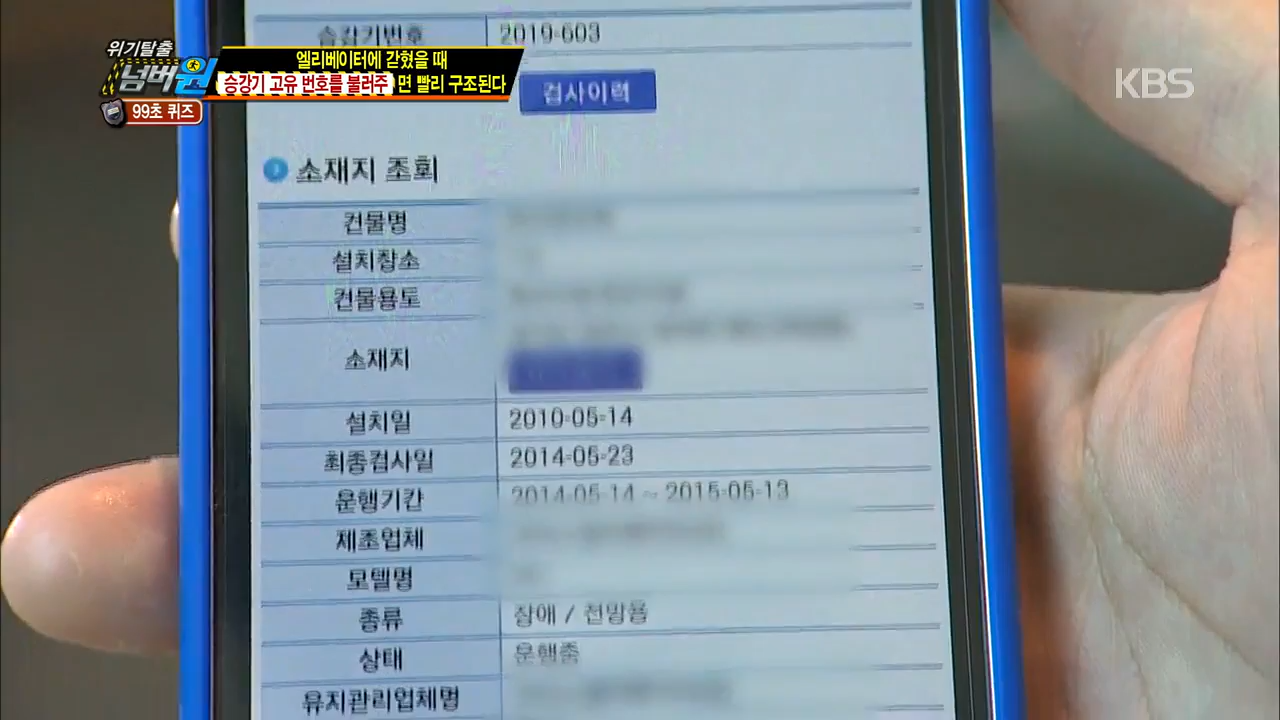 위기탈출
넘버원
99초 퀴즈
엘리베이터에 갇혔을 때
승강기 고유 번호를 불러주면 빨리 구조된다
KBS
승강기번호 2019-603
검사이력
소재지 조회
건물명
설치장소
건물용도
소재지
설치일 2010-05-14
최종검사일 2014-05-23
운행기간 2014-05-14 ~ 2015-05-13
제조업체
모델명
종류 장애 / 전망용
상태 운행중
유지관리업체명